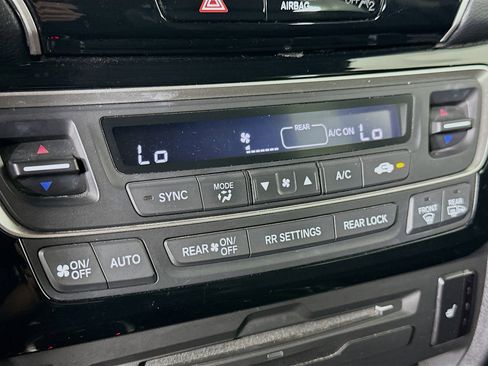 AIRBAG 2
Lo REAR A/C ON Lo
SYNC MODE A/C
FRONT REAR
ON/OFF AUTO REAR ON/OFF RR SETTINGS REAR LOCK